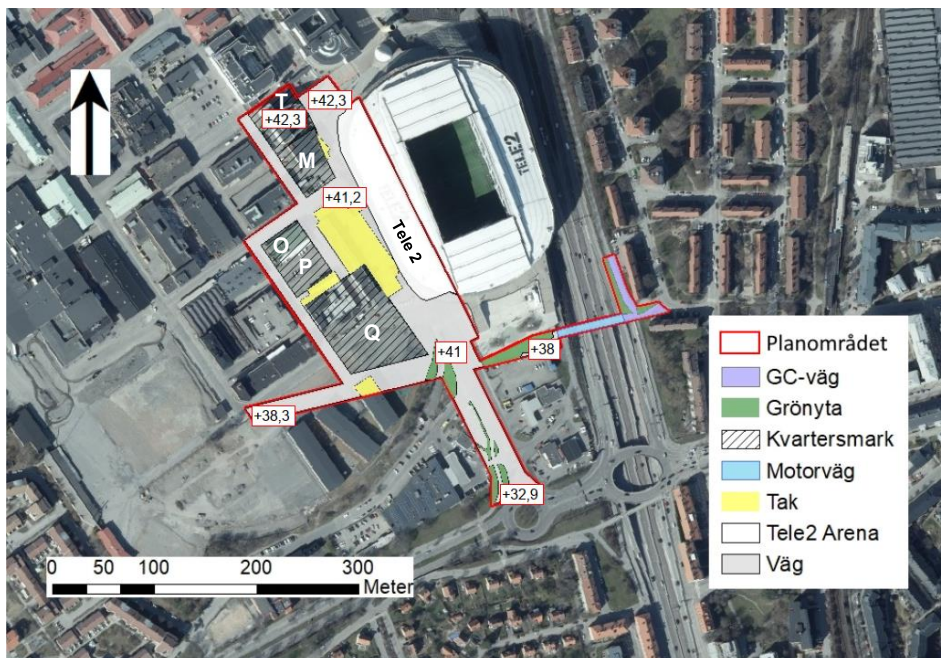 T
+42,3
+42,3
M
+41,2
TELE2
Tele 2
O
P
Q
+41
+38
+38,3
+32,9
Planområdet
GC-väg
Grönyta
Kvartersmark
Motorväg
Tak
Tele2 Arena
Väg
0 50 100 200 300
Meter